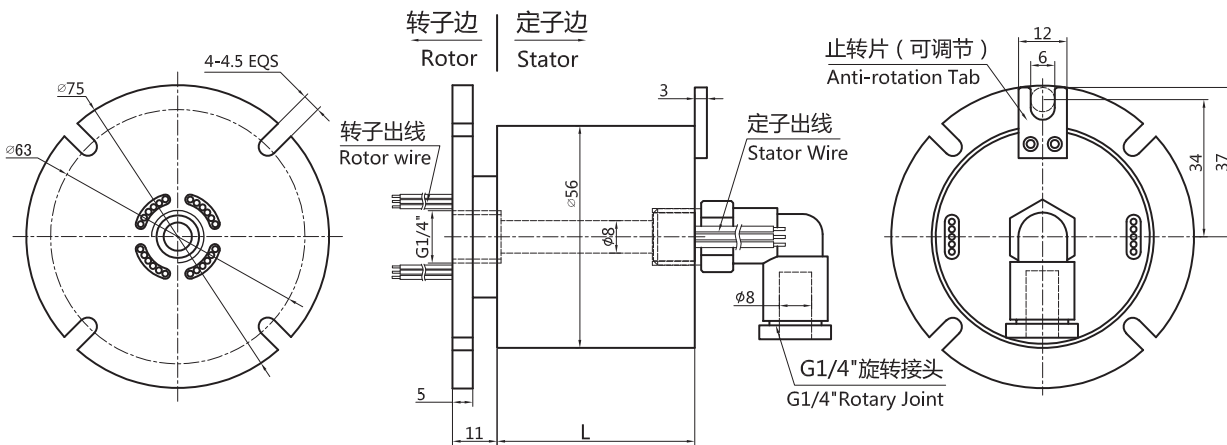 4-4.5 EQS
⌀75
⌀63
转子边
Rotor
定子边
Stator
转子出线
Rotor wire
G1/4"
⌀56
ϕ8
3
定子出线
Stator Wire
ϕ8
G1/4"旋转接头
G1/4"Rotary Joint
5
11
L
止转片（可调节）
Anti-rotation Tab
12
6
34
37